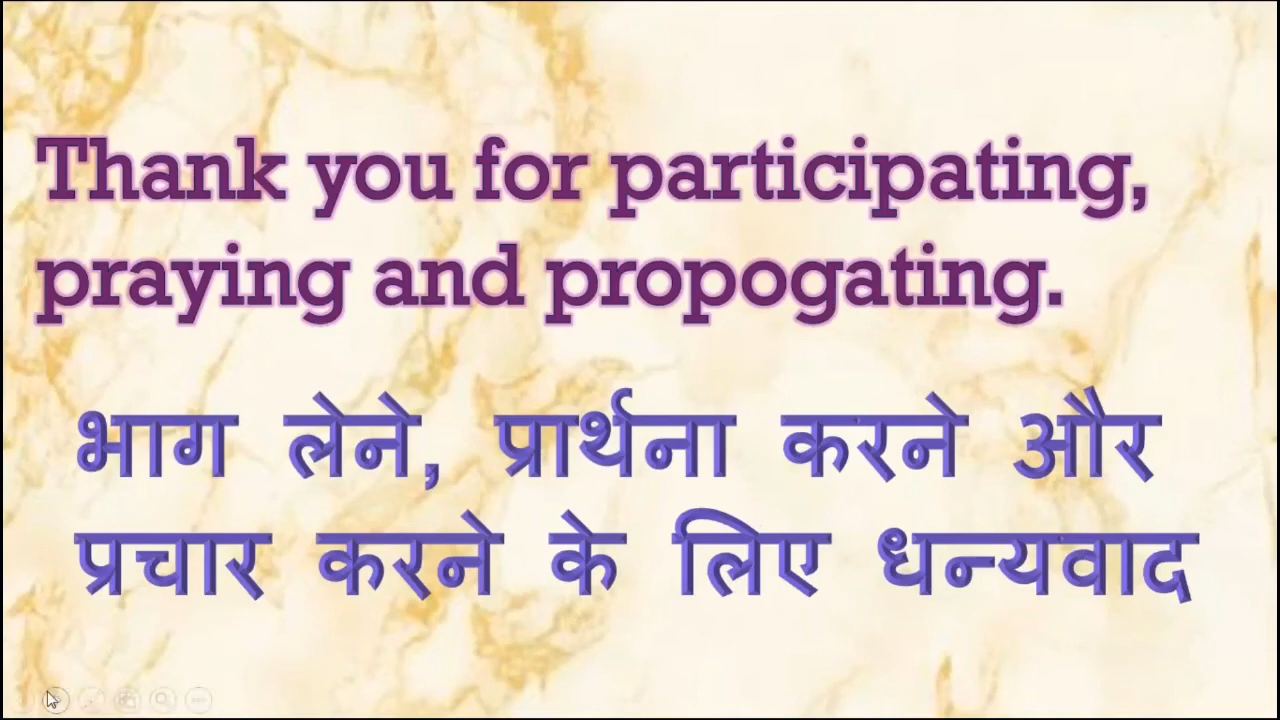 Thank you for participating,
praying and propogating.
भाग लेने, प्रार्थना करने और
प्रचार करने के लिए धन्यवाद